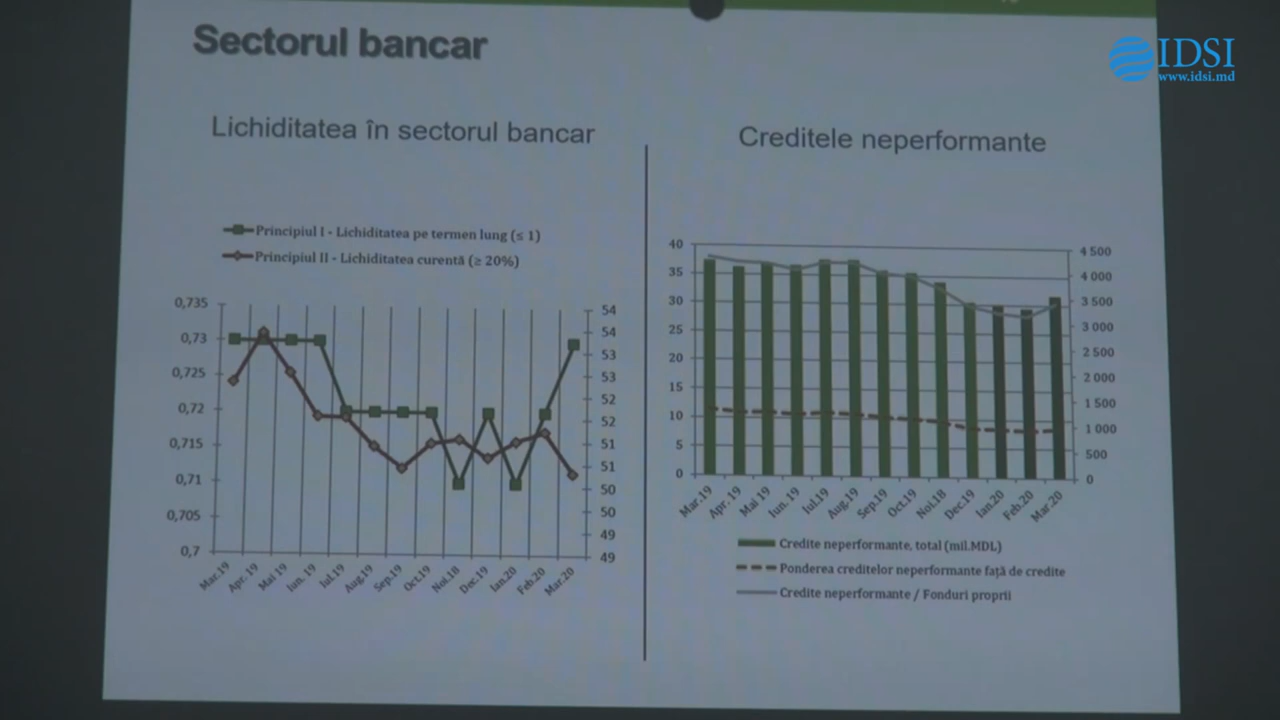 Sectorul bancar
IDSI
www.idsi.md
Lichiditatea în sectorul bancar
Principiul I - Lichiditatea pe termen lung (≤ 1)
Principiul II - Lichiditatea curentă (≥ 20%)
0,735
0,73
0,725
0,72
0,715
0,71
0,705
0,7
54
54
53
53
52
52
52
51
51
50
50
49
49
Mar.19
Apr. 19
Mai 19
Iun. 19
Iul.19
Aug.19
Sep.19
Oct.19
Noi.18
Dec.19
Ian.20
Feb.20
Mar.20
Creditele neperformante
40
35
30
25
20
15
10
5
0
4 500
4 000
3 500
3 000
2 500
2 000
1 500
1 000
500
0
Mar.19
Apr. 19
Mai 19
Iun. 19
Iul.19
Aug.19
Sep.19
Oct.19
Noi.18
Dec.19
Ian.20
Feb.20
Mar.20
Credite neperformante, total (mil.MDL)
Ponderea creditelor neperformante față de credite
Credite neperformante / Fonduri proprii